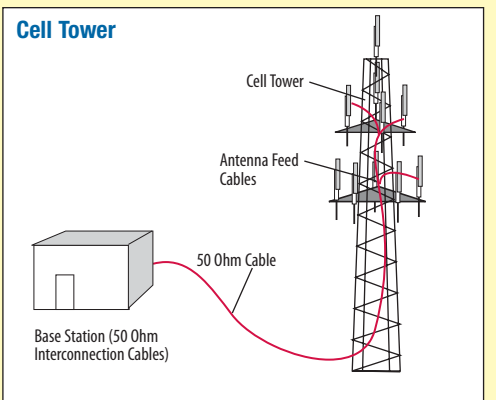 Cell Tower
Cell Tower
Antenna Feed
Cables
50 Ohm Cable
Base Station (50 Ohm
Interconnection Cables)